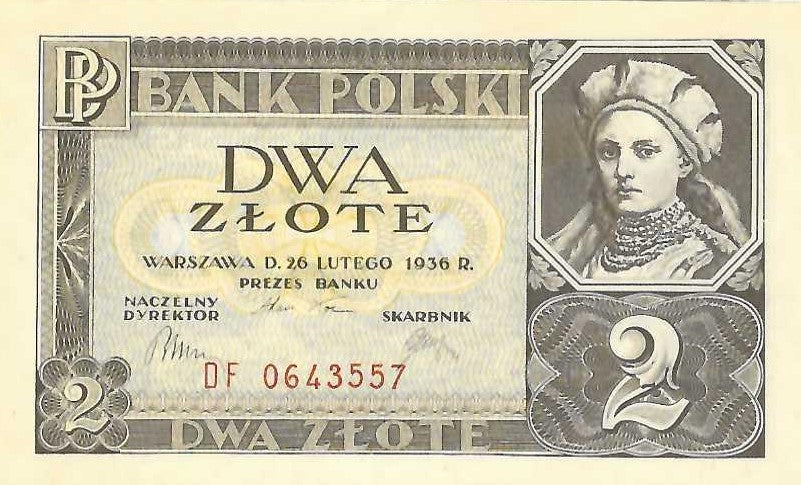 BP
BANK POLSKI
DWA
ZŁOTE
WARSZAWA D. 26 LUTEGO 1936 R.
PREZES BANKU
NACZELNY
DYREKTOR
SKARBNIK
DF 0643557
2
2
DWA ZŁOTE